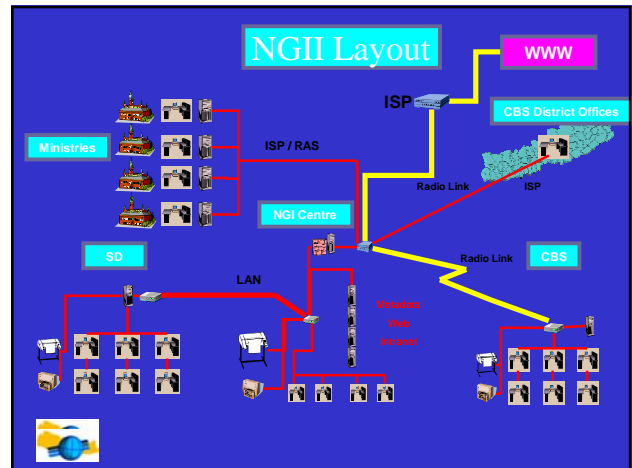 NGII Layout
WWW
ISP
CBS District Offices
Ministries
ISP / RAS
Radio Link
ISP
NGI Centre
SD
Radio Link
CBS
LAN
Metadata
Web
Intranet